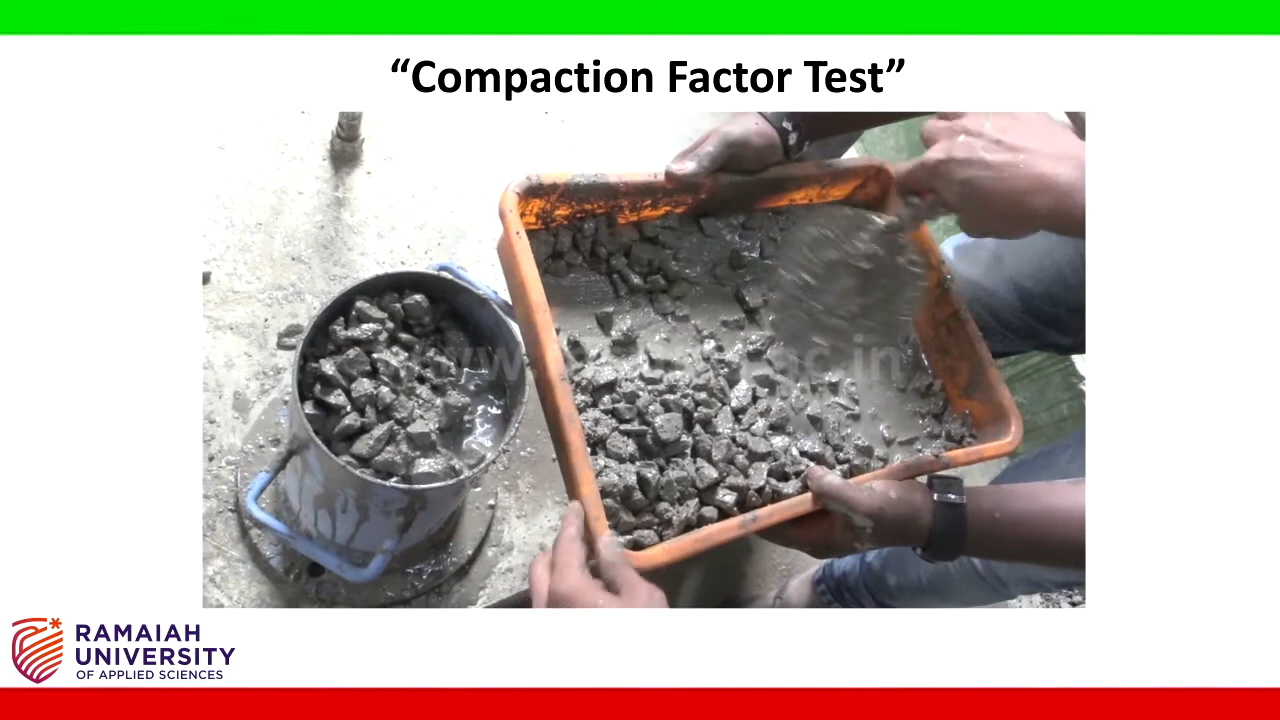 “Compaction Factor Test”
RAMAIAH
UNIVERSITY
OF APPLIED SCIENCES